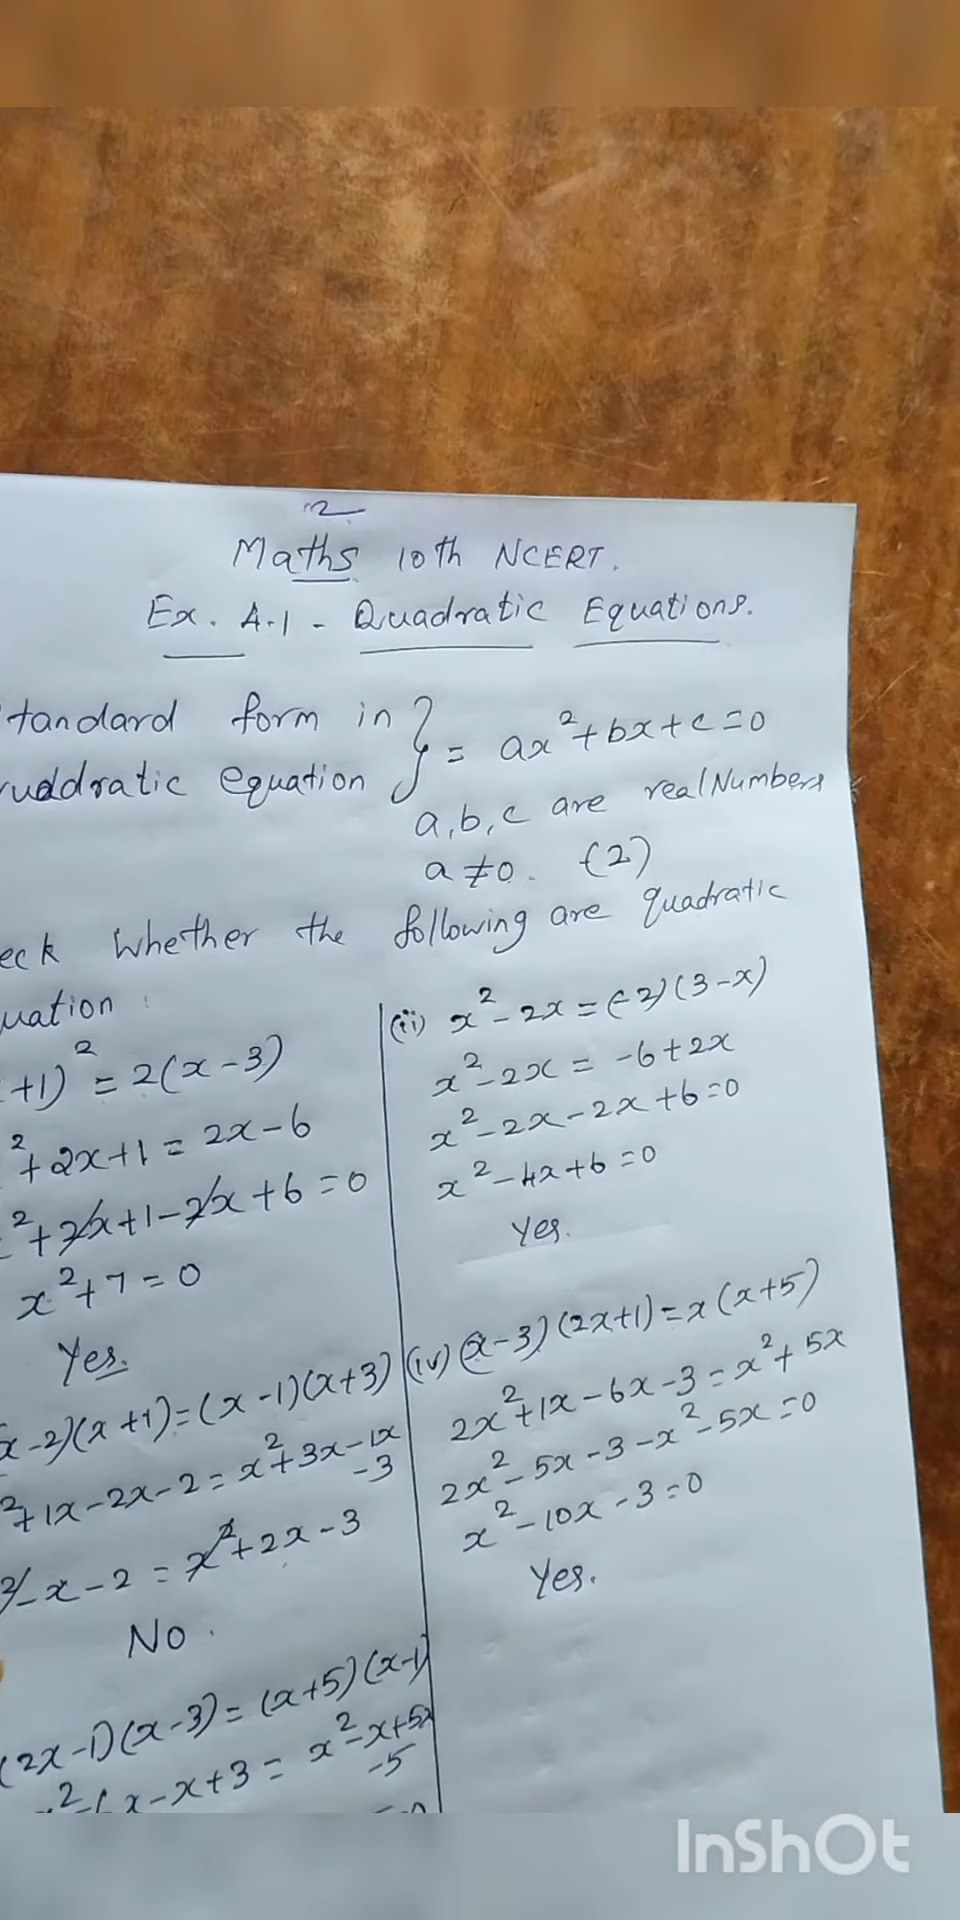 Maths 10th NCERT.
Ex. 4.1 - Quadratic Equations.
tandard form in } = ax²+bx+c=0
uddratic equation
a,b,c are real Numbers
a≠0. (2)
eck whether the following are quadratic
uation :
+1)² = 2(x-3)
²+2x+1 = 2x-6
²+2x+1-2x+6=0
x²+7=0
Yes.
(ii) x²-2x=(-2)(3-x)
x²-2x = -6+2x
x²-2x-2x+6=0
x²-4x+6=0
Yes.
x-2)(x+1)=(x-1)(x+3)
²+1x-2x-2=x²+3x-1x
-3
²-x-2=x²+2x-3
No.
(iv) (x-3)(2x+1)=x(x+5)
2x²+1x-6x-3=x²+5x
2x²-5x-3-x²-5x=0
x²-10x-3=0
Yes.
(2x-1)(x-3)=(x+5)(x-1)
x-x+3=x²-x+5x
-5
InShOt